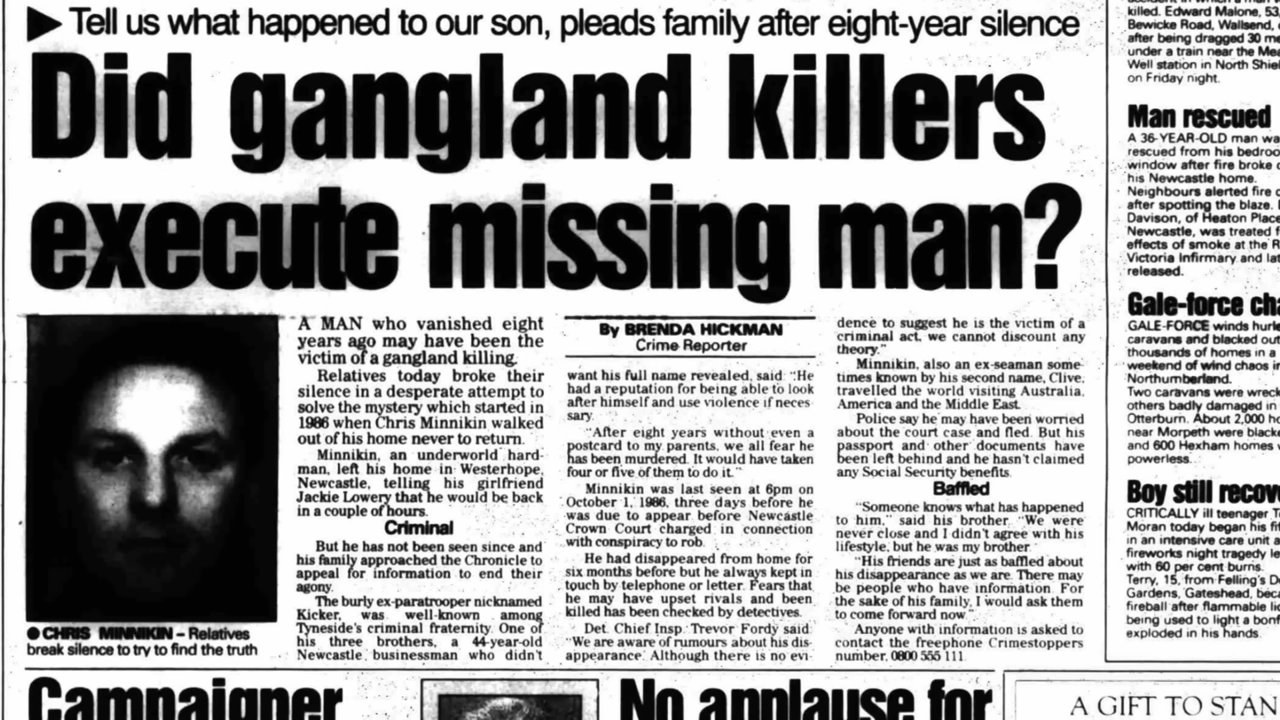 ▶ Tell us what happened to our son, pleads family after eight-year silence
Did gangland killers
execute missing man?
● CHRIS MINNIKIN – Relatives
break silence to try to find the truth
A MAN who vanished eight
years ago may have been the
victim of a gangland killing.
Relatives today broke their
silence in a desperate attempt to
solve the mystery which started in
1986 when Chris Minnikin walked
out of his home never to return.
Minnikin, an underworld hard-
man, left his home in Westerhope,
Newcastle, telling his girlfriend
Jackie Lowery that he would be back
in a couple of hours.
Criminal
But he has not been seen since and
his family approached the Chronicle to
appeal for information to end their
agony.
The burly ex-paratrooper nicknamed
Kicker, was well-known among
Tyneside's criminal fraternity. One of
his three brothers, a 44-year-old
Newcastle businessman who didn't
By BRENDA HICKMAN
Crime Reporter
want his full name revealed, said: "He
had a reputation for being able to look
after himself and use violence if neces
sary.
"After eight years without even a
postcard to my parents, we all fear he
has been murdered. It would have taken
four or five of them to do it."
Minnikin was last seen at 6pm on
October 1, 1986, three days before he
was due to appear before Newcastle
Crown Court charged in connection
with conspiracy to rob.
He had disappeared from home for
six months before but he always kept in
touch by telephone or letter. Fears that
he may have upset rivals and been
killed has been checked by detectives.
Det. Chief Insp. Trevor Fordy said:
"We are aware of rumours about his dis-
appearance. Although there is no evi-
dence to suggest he is the victim of a
criminal act, we cannot discount any
theory."
Minnikin, also an ex-seaman some-
times known by his second name, Clive,
travelled the world visiting Australia,
America and the Middle East.
Police say he may have been worried
about the court case and fled. But his
passport and other documents have
been left behind and he hasn't claimed
any Social Security benefits.
Baffled
"Someone knows what has happened
to him," said his brother. "We were
never close and I didn't agree with his
lifestyle, but he was my brother.
"His friends are just as baffled about
his disappearance as we are. There may
be people who have information. For
the sake of his family, I would ask them
to come forward now."
Anyone with information is asked to
contact the freephone Crimestoppers
number, 0800 555 111.
killed. Edward Malone, 53
Bewicke Road, Wallsend,
after being dragged 30 me
under a train near the Mea
Well station in North Shiel
on Friday night.
Man rescued
A 36-YEAR-OLD man wa
rescued from his bedroo
window after fire broke o
his Newcastle home.
Neighbours alerted fire c
after spotting the blaze.
Davison, of Heaton Place
Newcastle, was treated f
effects of smoke at the R
Victoria Infirmary and lat
released.
Gale-force cha
GALE-FORCE winds hurl
caravans and blacked out
thousands of homes in a
weekend of wind chaos in
Northumberland.
Two caravans were wreck
others badly damaged in
Otterburn. About 2,000 ho
near Morpeth were blacke
and 600 Hexham homes w
powerless.
Boy still recov
CRITICALLY ill teenager T
Moran today began his fi
in an intensive care unit a
fireworks night tragedy le
with 60 per cent burns.
Terry, 15, from Felling's D
Gardens, Gateshead, beca
fireball after flammable li
being used to light a bonf
exploded in his hands.
Campaigner
No applause for
A GIFT TO STAN